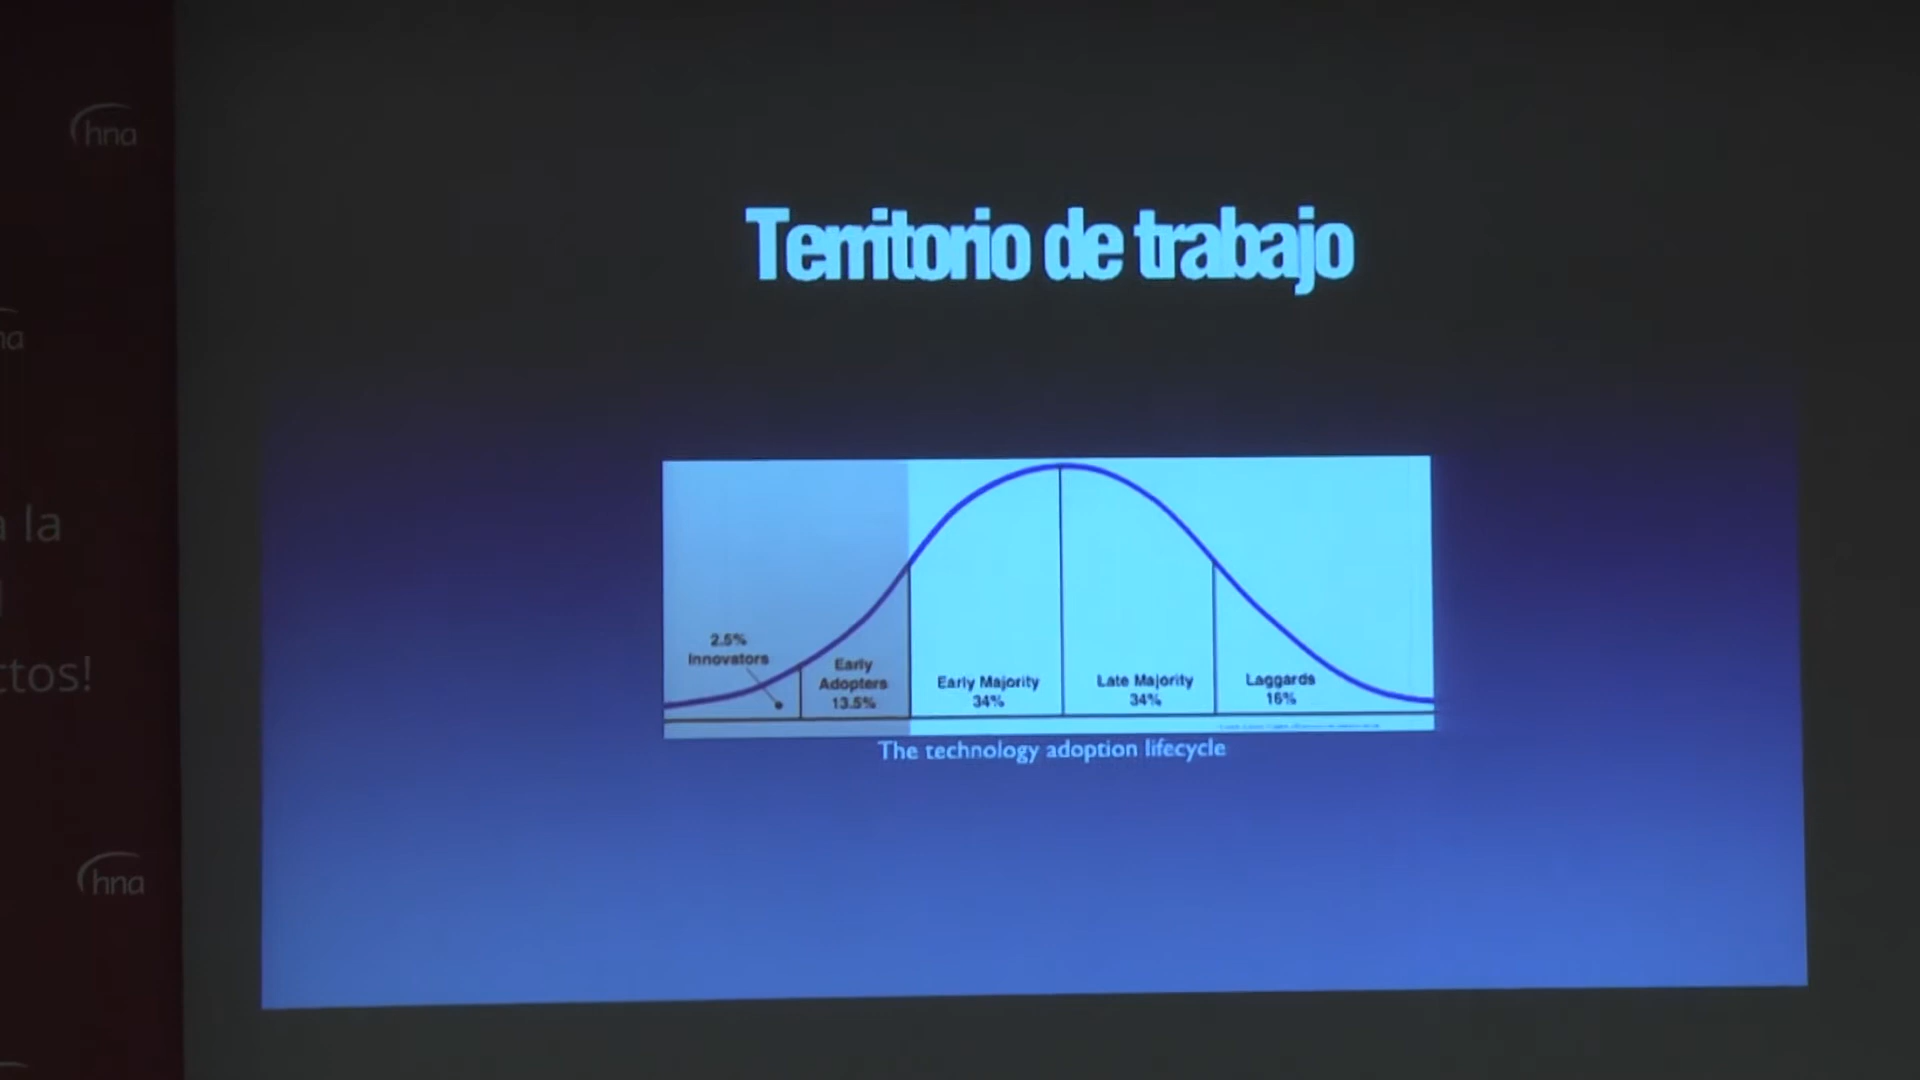 hna
na
a la
ctos!
hna
Territorio de trabajo
2.5%
Innovators
Early
Adopters
13.5%
Early Majority
34%
Late Majority
34%
Laggards
16%
The technology adoption lifecycle